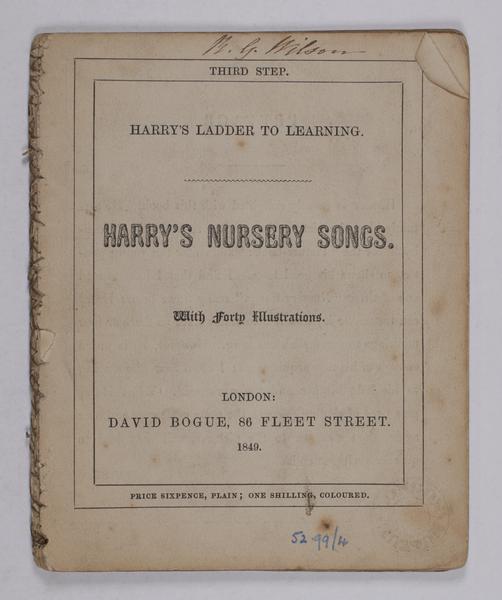 R. G. Wilson
THIRD STEP.
HARRY'S LADDER TO LEARNING.
HARRY'S NURSERY SONGS.
With Forty Illustrations.
LONDON:
DAVID BOGUE, 86 FLEET STREET.
1849.
PRICE SIXPENCE, PLAIN; ONE SHILLING, COLOURED.
52 99/4